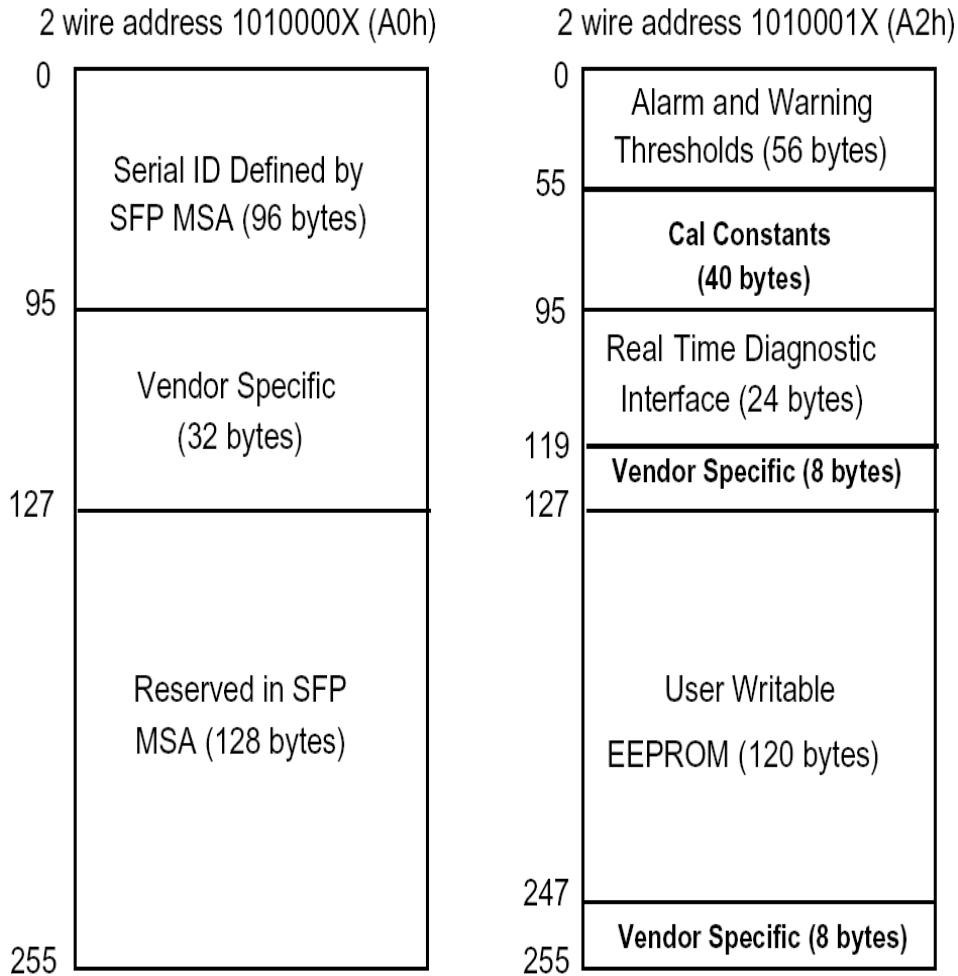 2 wire address 1010000X (A0h)
0
Serial ID Defined by
SFP MSA (96 bytes)
95
Vendor Specific
(32 bytes)
127
Reserved in SFP
MSA (128 bytes)
255
2 wire address 1010001X (A2h)
0
Alarm and Warning
Thresholds (56 bytes)
55
Cal Constants
(40 bytes)
95
Real Time Diagnostic
Interface (24 bytes)
119
Vendor Specific (8 bytes)
127
User Writable
EEPROM (120 bytes)
247
Vendor Specific (8 bytes)
255